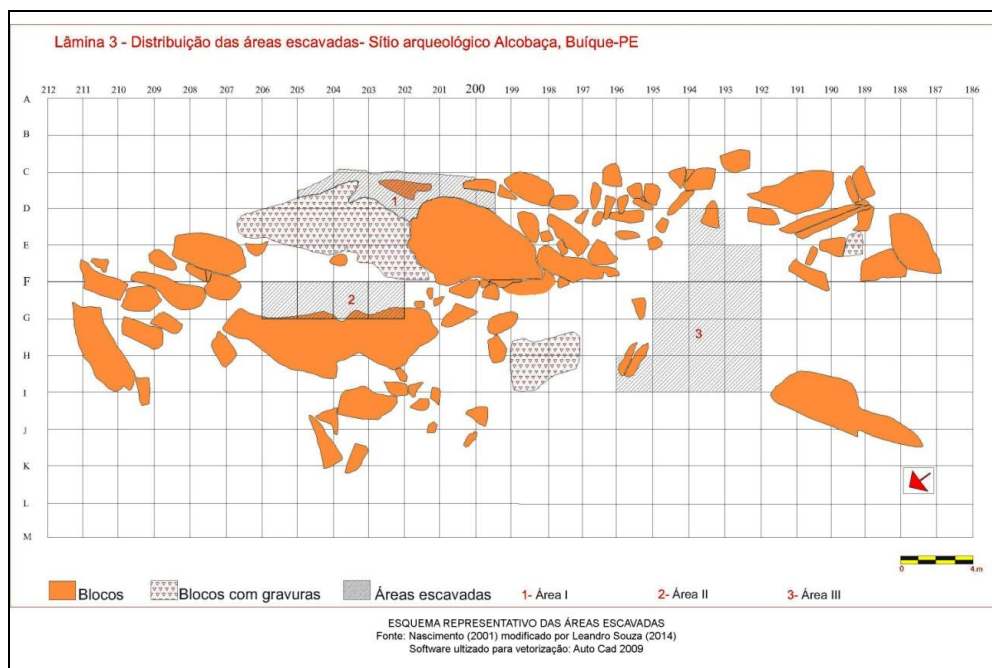 Lâmina 3 - Distribuição das áreas escavadas- Sítio arqueológico Alcobaça, Buíque-PE
212 211 210 209 208 207 206 205 204 203 202 201 200 199 198 197 196 195 194 193 192 191 190 189 188 187 186
A
B
C
1
D
E
F
2
G
3
H
I
J
K
L
M
0 4m
Blocos Blocos com gravuras Áreas escavadas 1- Área I 2- Área II 3- Área III
ESQUEMA REPRESENTATIVO DAS ÁREAS ESCAVADAS
Fonte: Nascimento (2001) modificado por Leandro Souza (2014)
Software ultizado para vetorização: Auto Cad 2009